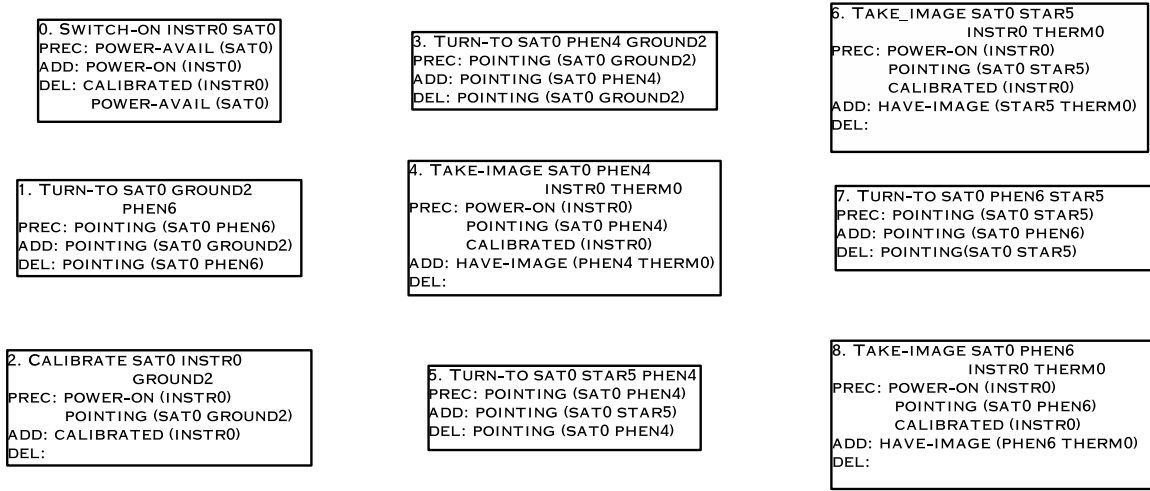 0. SWITCH-ON INSTR0 SAT0
PREC: POWER-AVAIL (SAT0)
ADD: POWER-ON (INST0)
DEL: CALIBRATED (INSTR0)
POWER-AVAIL (SAT0)
1. TURN-TO SAT0 GROUND2
PHEN6
PREC: POINTING (SAT0 PHEN6)
ADD: POINTING (SAT0 GROUND2)
DEL: POINTING (SAT0 PHEN6)
2. CALIBRATE SAT0 INSTR0
GROUND2
PREC: POWER-ON (INSTR0)
POINTING (SAT0 GROUND2)
ADD: CALIBRATED (INSTR0)
DEL:
3. TURN-TO SAT0 PHEN4 GROUND2
PREC: POINTING (SAT0 GROUND2)
ADD: POINTING (SAT0 PHEN4)
DEL: POINTING (SAT0 GROUND2)
4. TAKE-IMAGE SAT0 PHEN4
INSTR0 THERM0
PREC: POWER-ON (INSTR0)
POINTING (SAT0 PHEN4)
CALIBRATED (INSTR0)
ADD: HAVE-IMAGE (PHEN4 THERM0)
DEL:
5. TURN-TO SAT0 STAR5 PHEN4
PREC: POINTING (SAT0 PHEN4)
ADD: POINTING (SAT0 STAR5)
DEL: POINTING (SAT0 PHEN4)
6. TAKE_IMAGE SAT0 STAR5
INSTR0 THERM0
PREC: POWER-ON (INSTR0)
POINTING (SAT0 STAR5)
CALIBRATED (INSTR0)
ADD: HAVE-IMAGE (STAR5 THERM0)
DEL:
7. TURN-TO SAT0 PHEN6 STAR5
PREC: POINTING (SAT0 STAR5)
ADD: POINTING (SAT0 PHEN6)
DEL: POINTING(SAT0 STAR5)
8. TAKE-IMAGE SAT0 PHEN6
INSTR0 THERM0
PREC: POWER-ON (INSTR0)
POINTING (SAT0 PHEN6)
CALIBRATED (INSTR0)
ADD: HAVE-IMAGE (PHEN6 THERM0)
DEL: